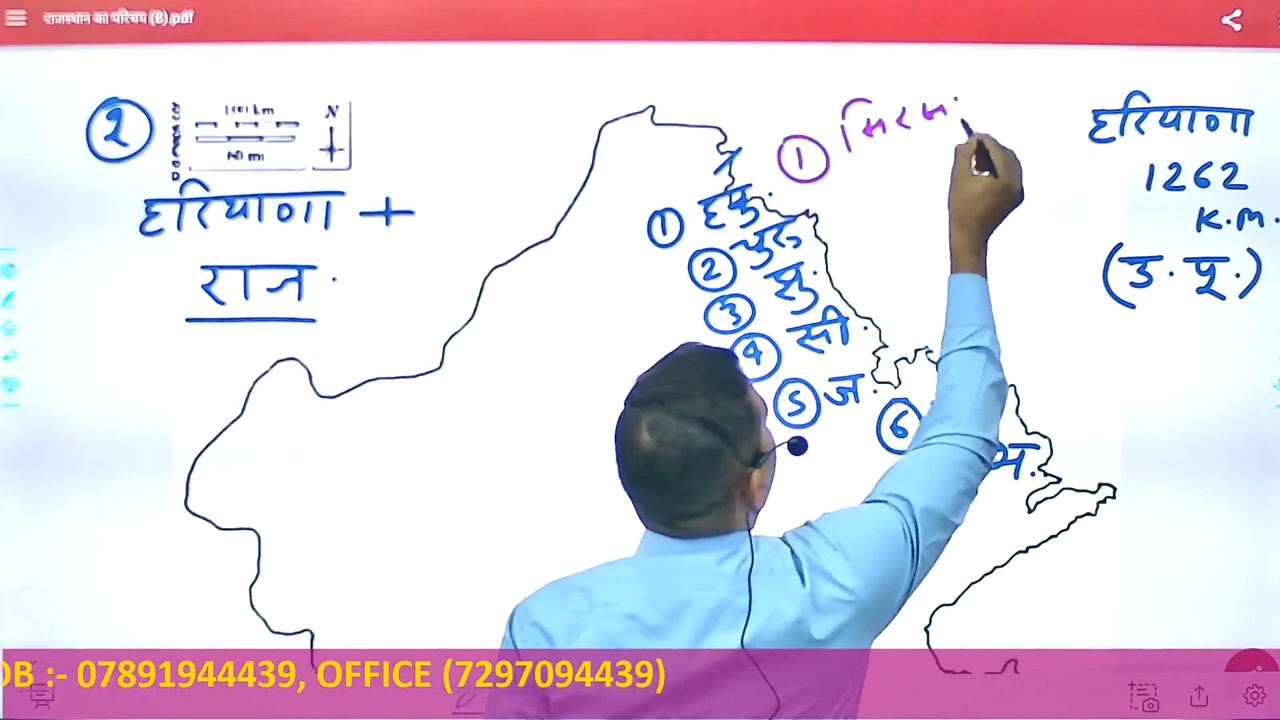 राजस्थान का परिचय (8).pdf
2
N
हरियाणा +
राज.
1 सिरसा
1 हनु.
2 चुरू
3 झु.
4 सी.
5 ज.
6
भ.
हरियाणा
1262
K.m.
(उ.पू.)
OB :- 07891944439, OFFICE (7297094439)